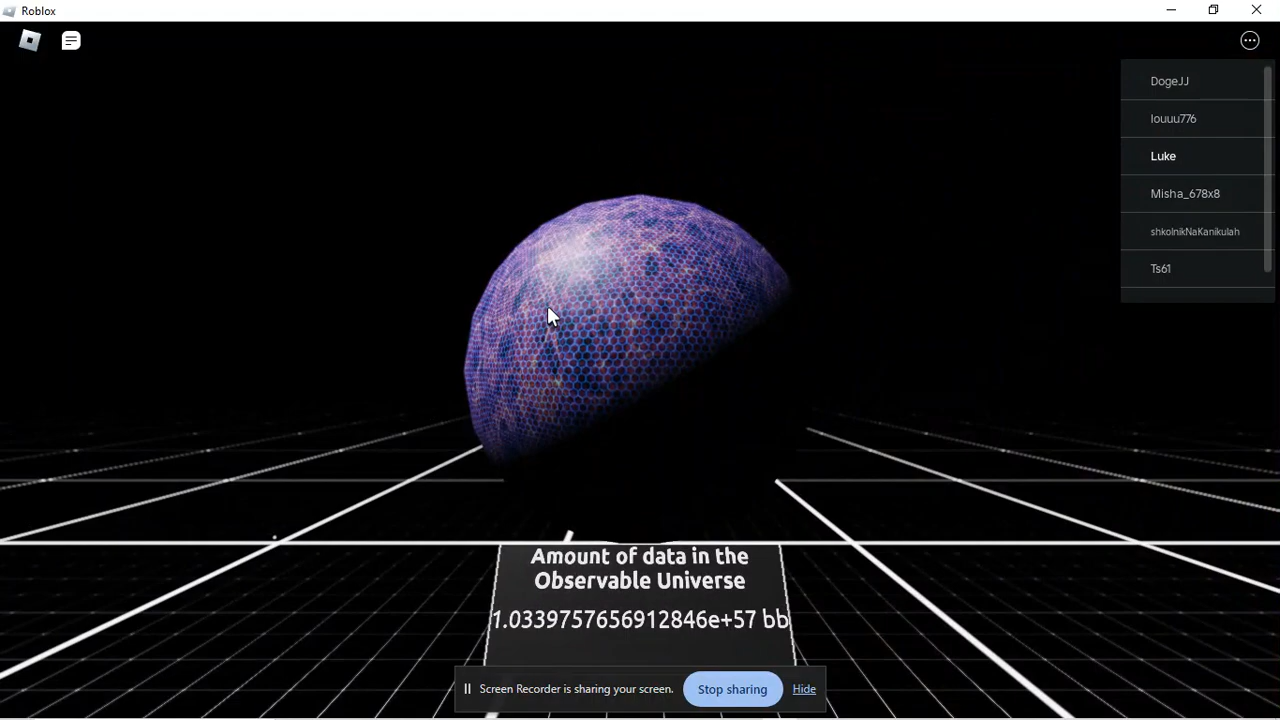 Roblox
DogeJJ
louuu776
Luke
Misha_678x8
shkolnikNaKanikulah
Ts61
Amount of data in the
Observable Universe
1.0339757656912846e+57 bb
Screen Recorder is sharing your screen.
Stop sharing
Hide